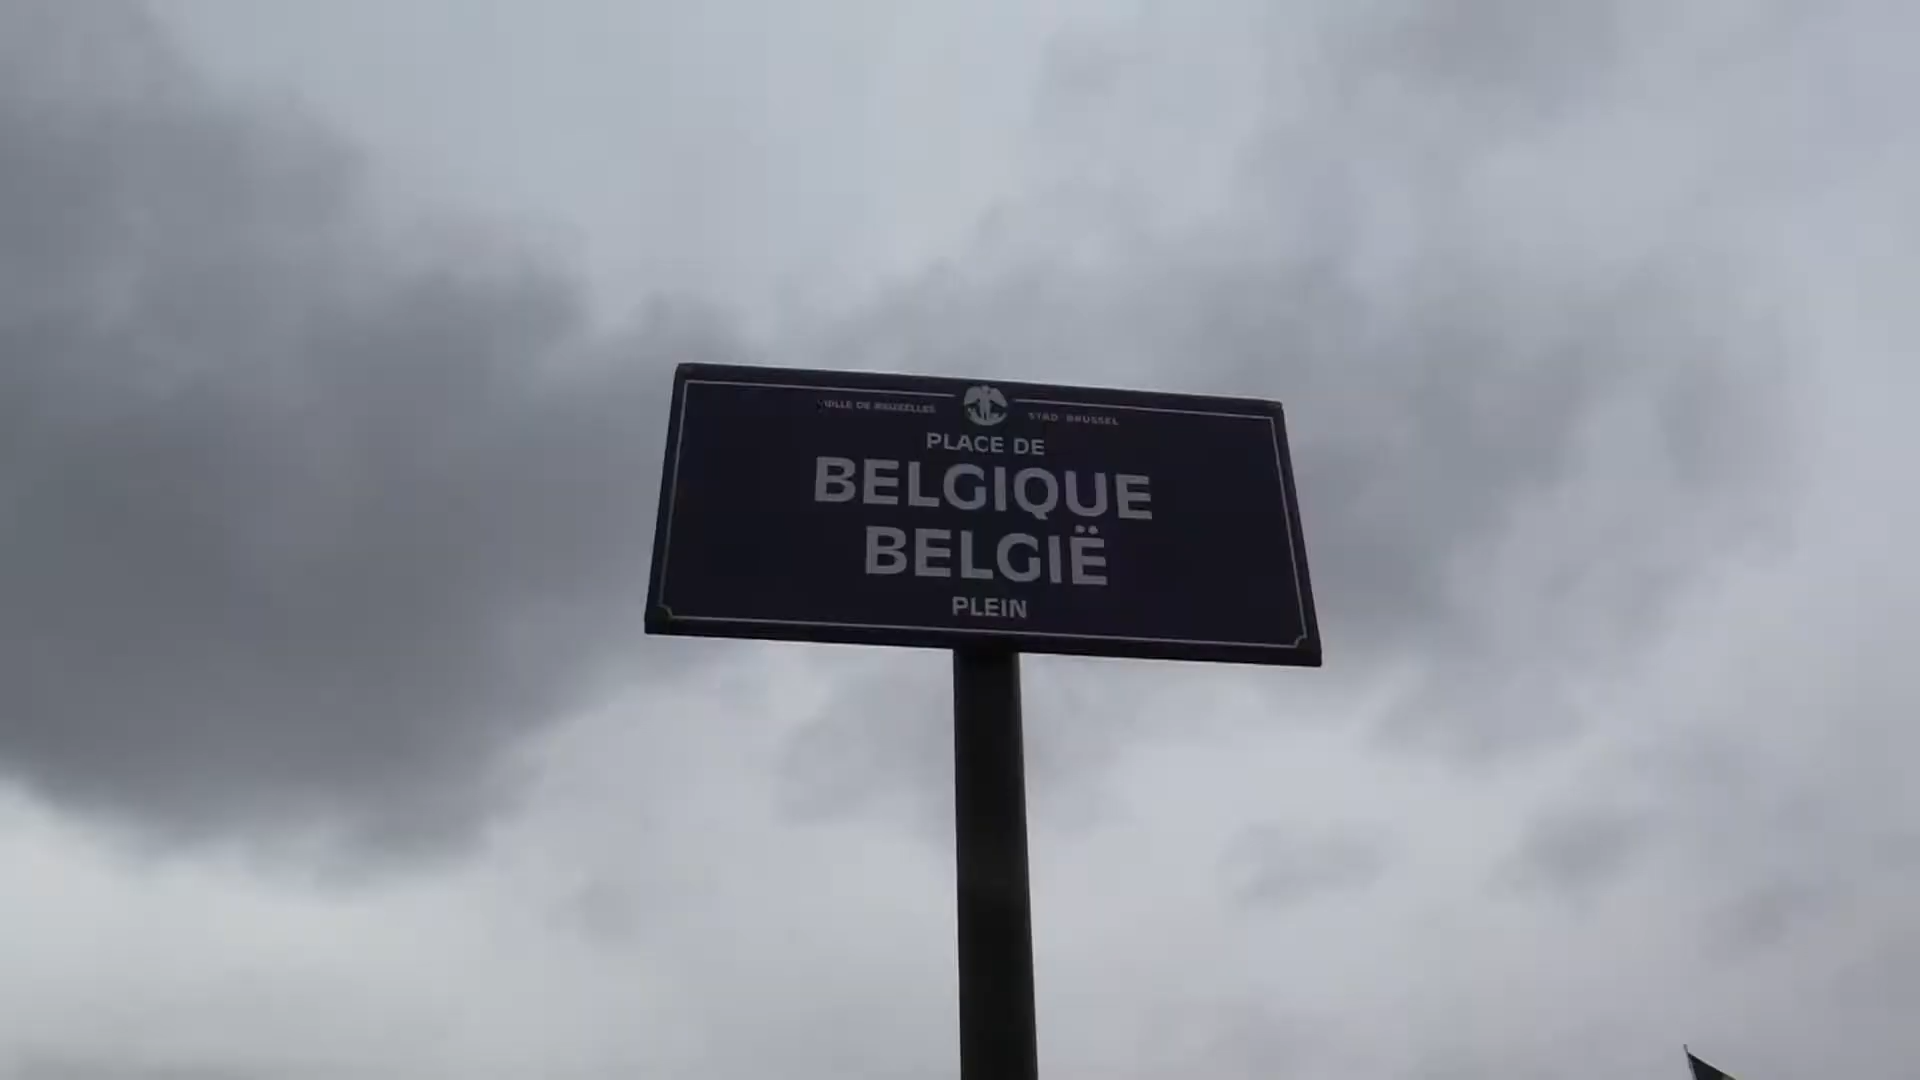 VILLE DE BRUXELLES STAD BRUSSEL
PLACE DE
BELGIQUE
BELGIË
PLEIN